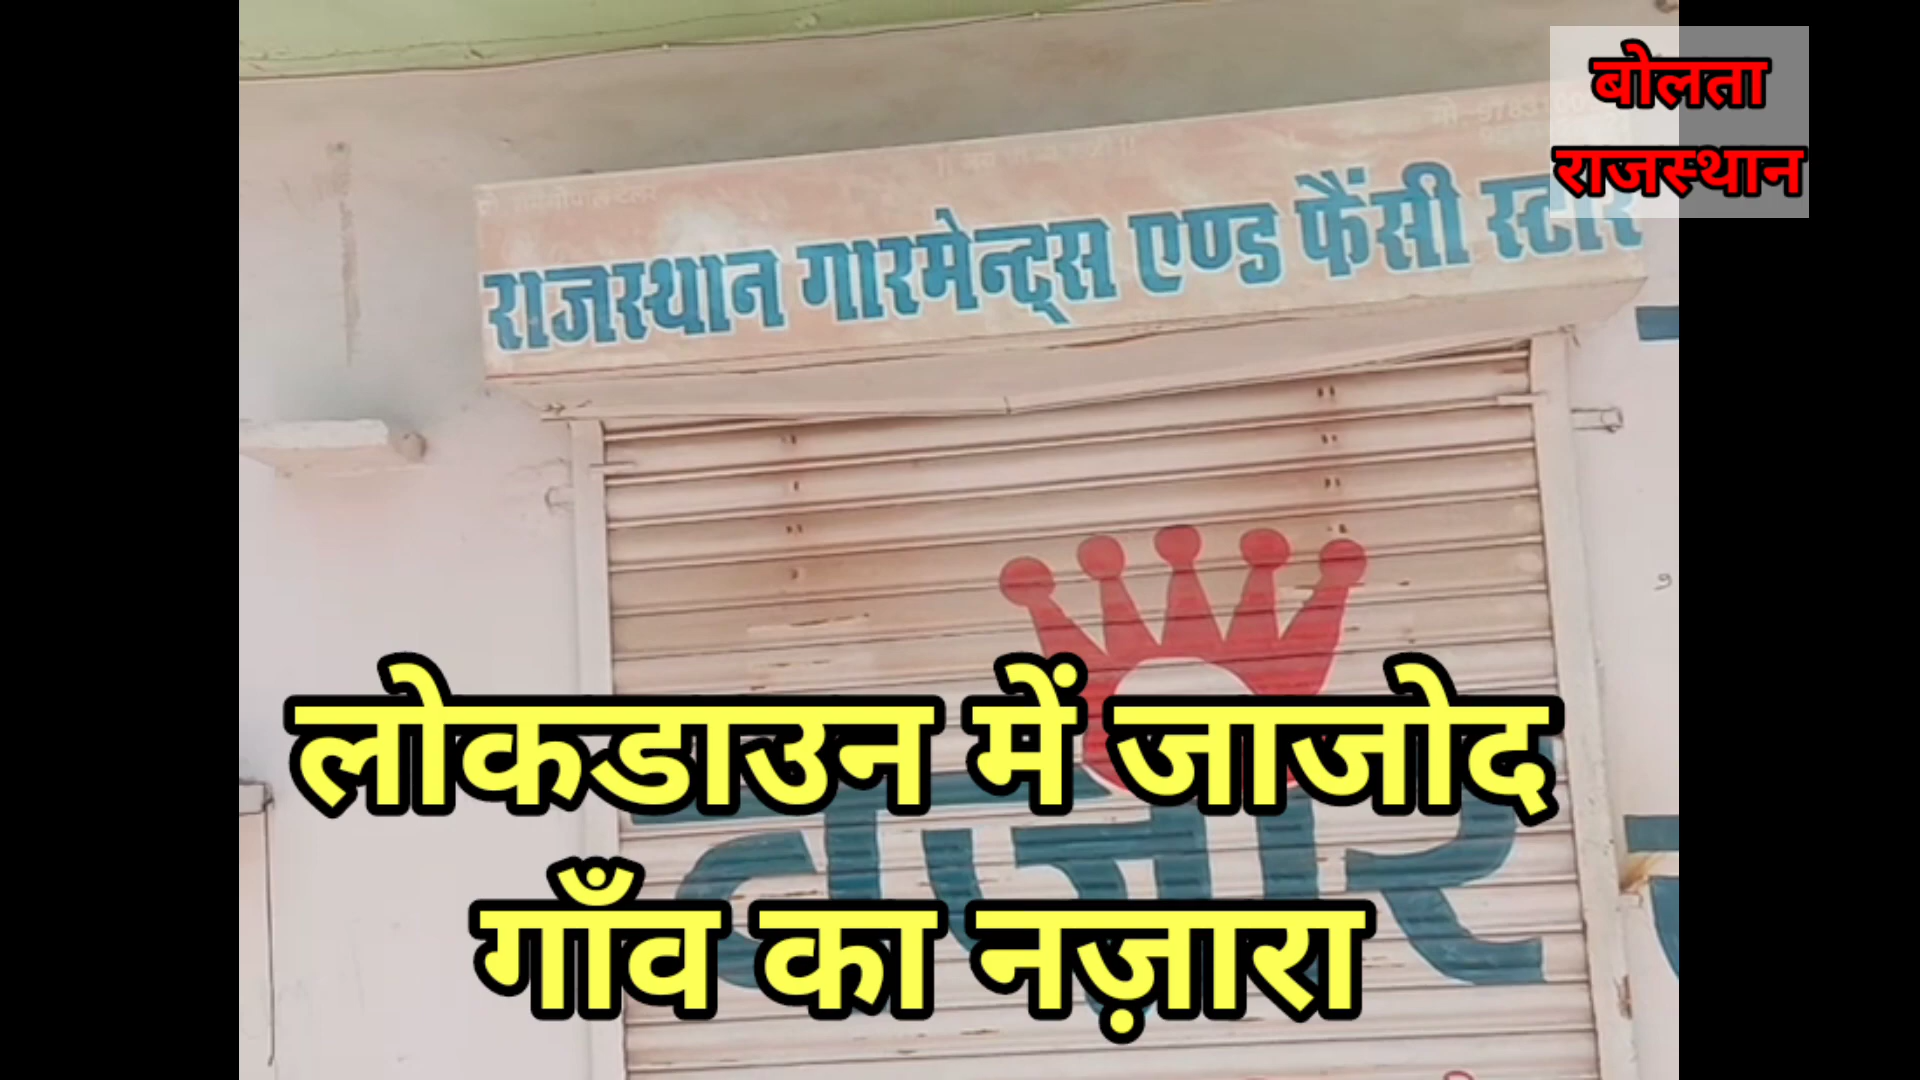 बोलता
राजस्थान
राजस्थान गारमेन्ट्स एण्ड फैंसी स्टोर
लोकडाउन में जाजोद
गाँव का नज़ारा